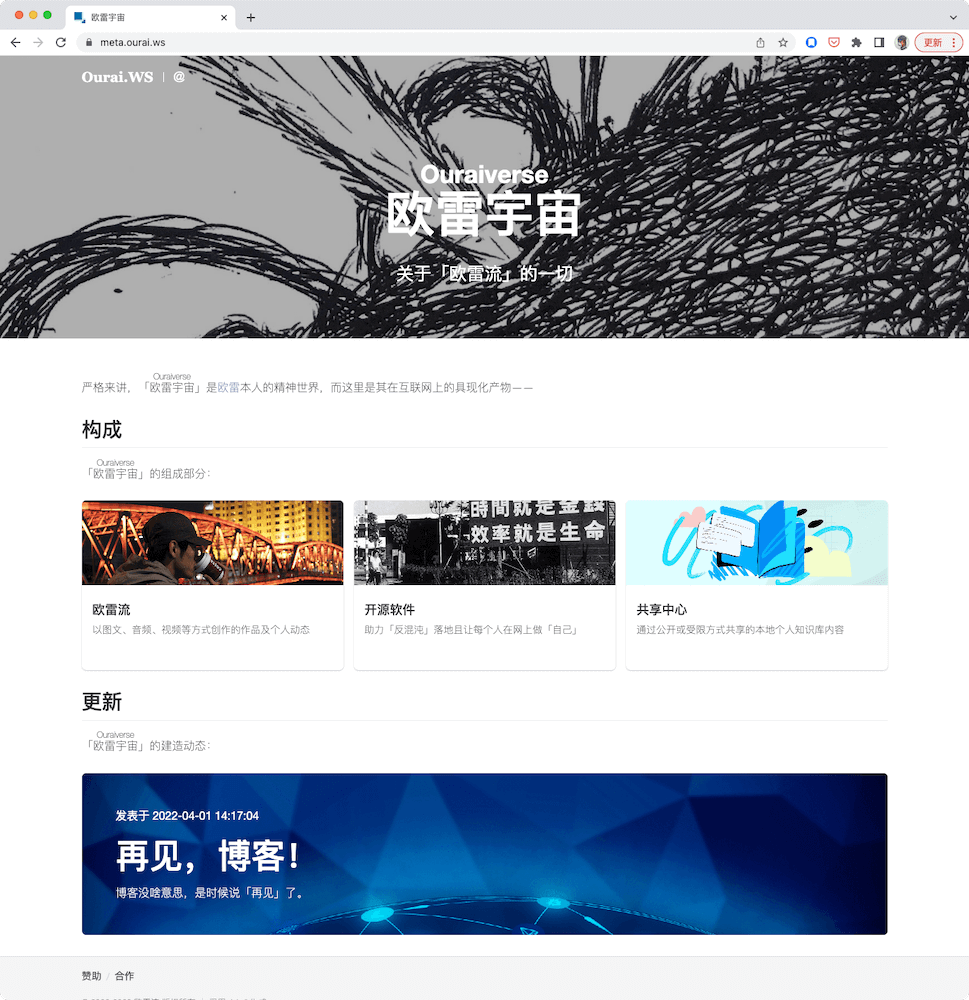 欧雷宇宙
meta.ourai.ws
更新
Ourai.WS | @
Ouraiverse
欧雷宇宙
关于「欧雷流」的一切
Ouraiverse
严格来讲，「欧雷宇宙」是欧雷本人的精神世界，而这里是其在互联网上的具现化产物——
构成
Ouraiverse
「欧雷宇宙」的组成部分：
時間就是金錢
效率就是生命
欧雷流
以图文、音频、视频等方式创作的作品及个人动态
开源软件
助力「反混沌」落地且让每个人在网上做「自己」
共享中心
通过公开或受限方式共享的本地个人知识库内容
更新
Ouraiverse
「欧雷宇宙」的建造动态：
发表于 2022-04-01 14:17:04
再见，博客！
博客没啥意思，是时候说「再见」了。
赞助 / 合作